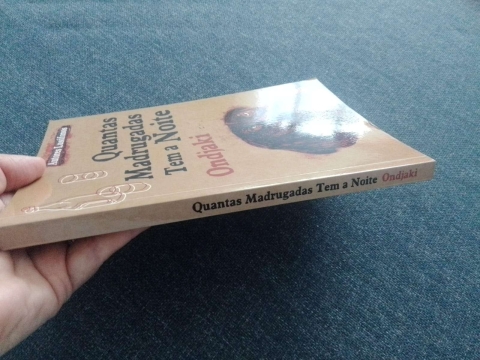 Quantas
Madrugadas
Tem a Noite
Ondjaki
Quantas Madrugadas Tem a Noite Ondjaki